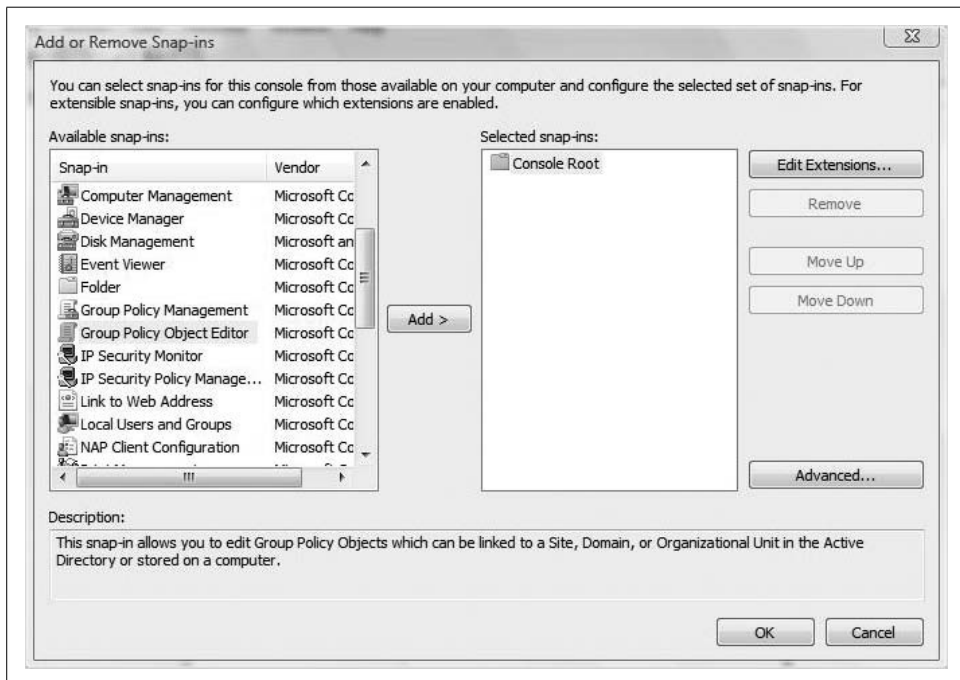 Add or Remove Snap-ins
You can select snap-ins for this console from those available on your computer and configure the selected set of snap-ins. For
extensible snap-ins, you can configure which extensions are enabled.
Available snap-ins:
Selected snap-ins:
Snap-in Vendor
Computer Management Microsoft Co
Device Manager Microsoft Co
Disk Management Microsoft an
Event Viewer Microsoft Co
Folder Microsoft Co
Group Policy Management Microsoft Co
Group Policy Object Editor Microsoft Co
IP Security Monitor Microsoft Co
IP Security Policy Manage... Microsoft Co
Link to Web Address Microsoft Co
Local Users and Groups Microsoft Co
NAP Client Configuration Microsoft Co
Add >
Console Root
Edit Extensions...
Remove
Move Up
Move Down
Advanced...
Description:
This snap-in allows you to edit Group Policy Objects which can be linked to a Site, Domain, or Organizational Unit in the Active
Directory or stored on a computer.
OK
Cancel